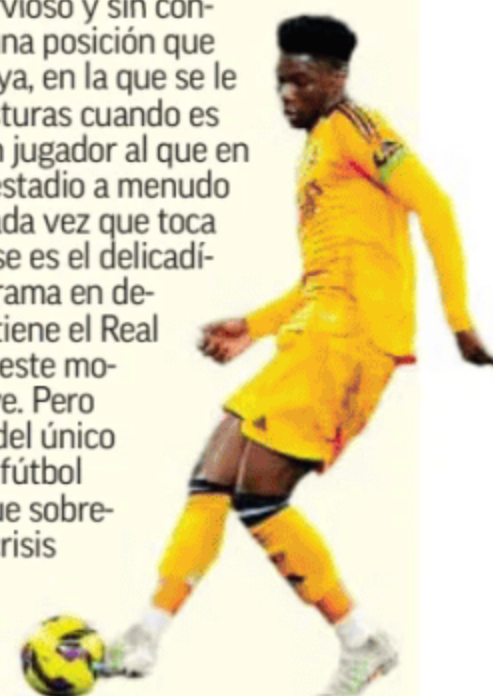 vioso y sin con-
na posición que
ya, en la que se le
turas cuando es
jugador al que en
estadio a menudo
ada vez que toca
se es el delicadí-
rama en de-
tiene el Real
este mo-
e. Pero
del único
fútbol
ue sobre-
risis